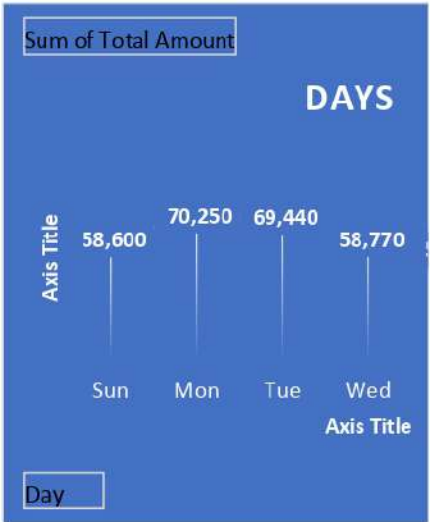 Sum of Total Amount
DAYS
Axis Title
58,600 70,250 69,440 58,770
Sun Mon Tue Wed
Axis Title
Day